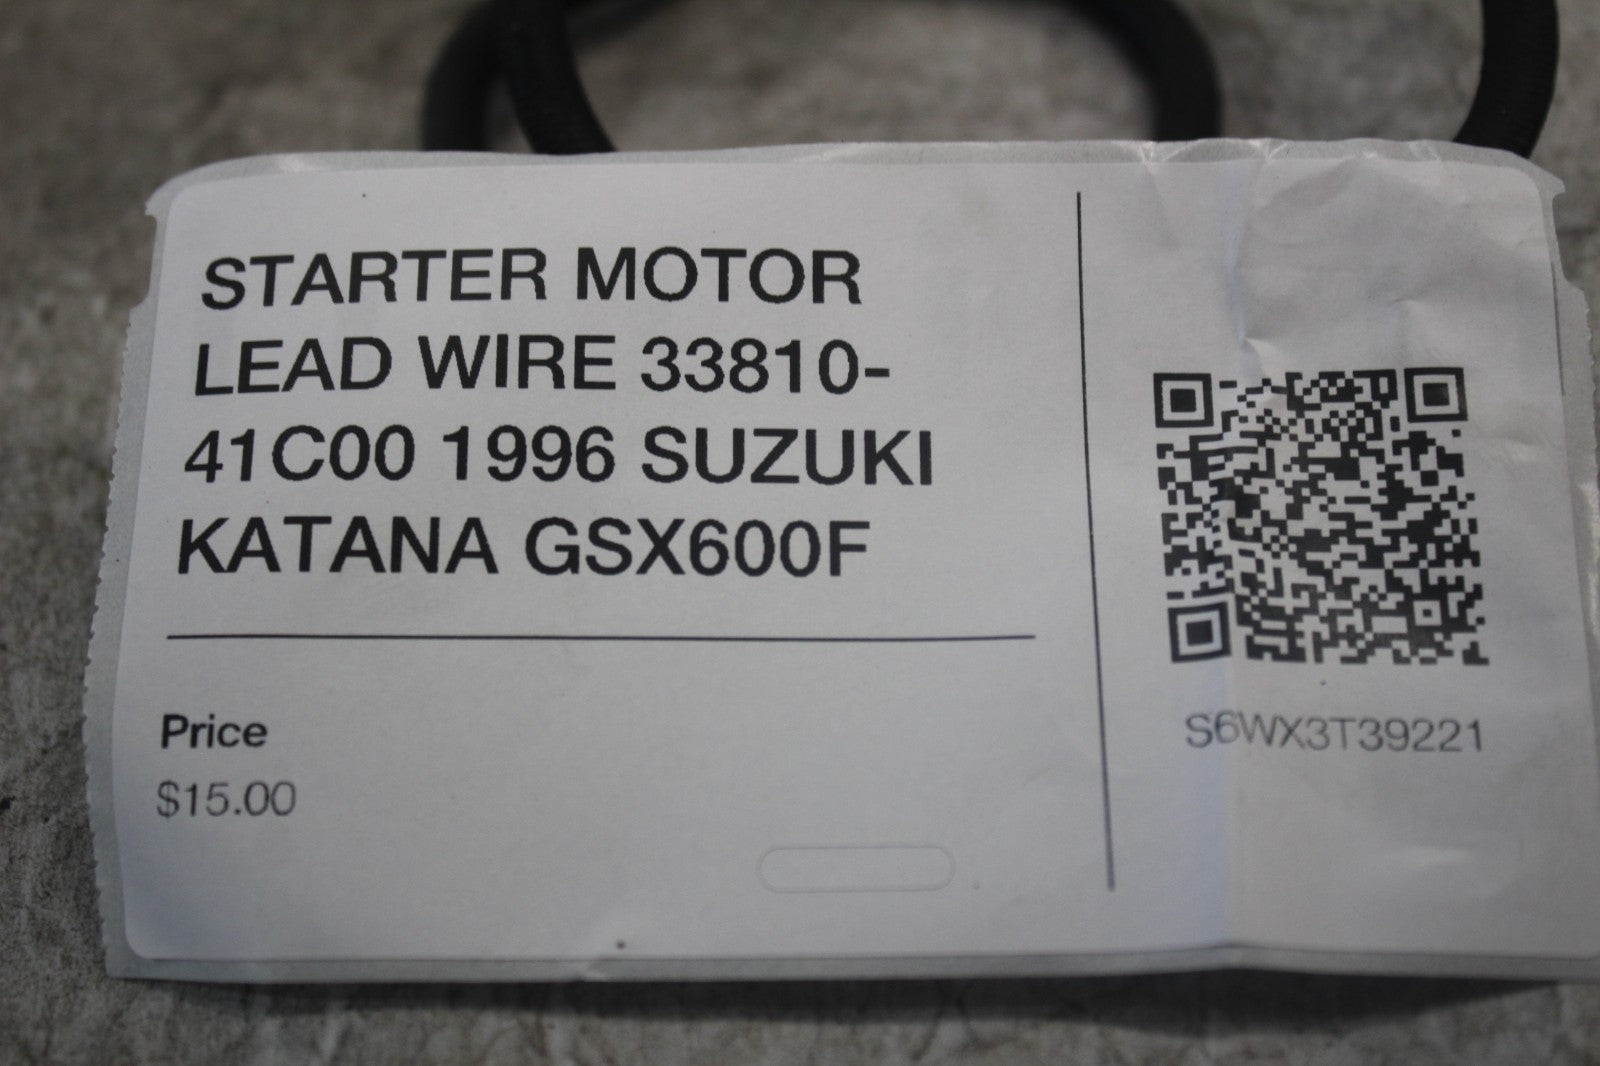 STARTER MOTOR
LEAD WIRE 33810-
41C00 1996 SUZUKI
KATANA GSX600F
Price
$15.00
S6WX3T39221